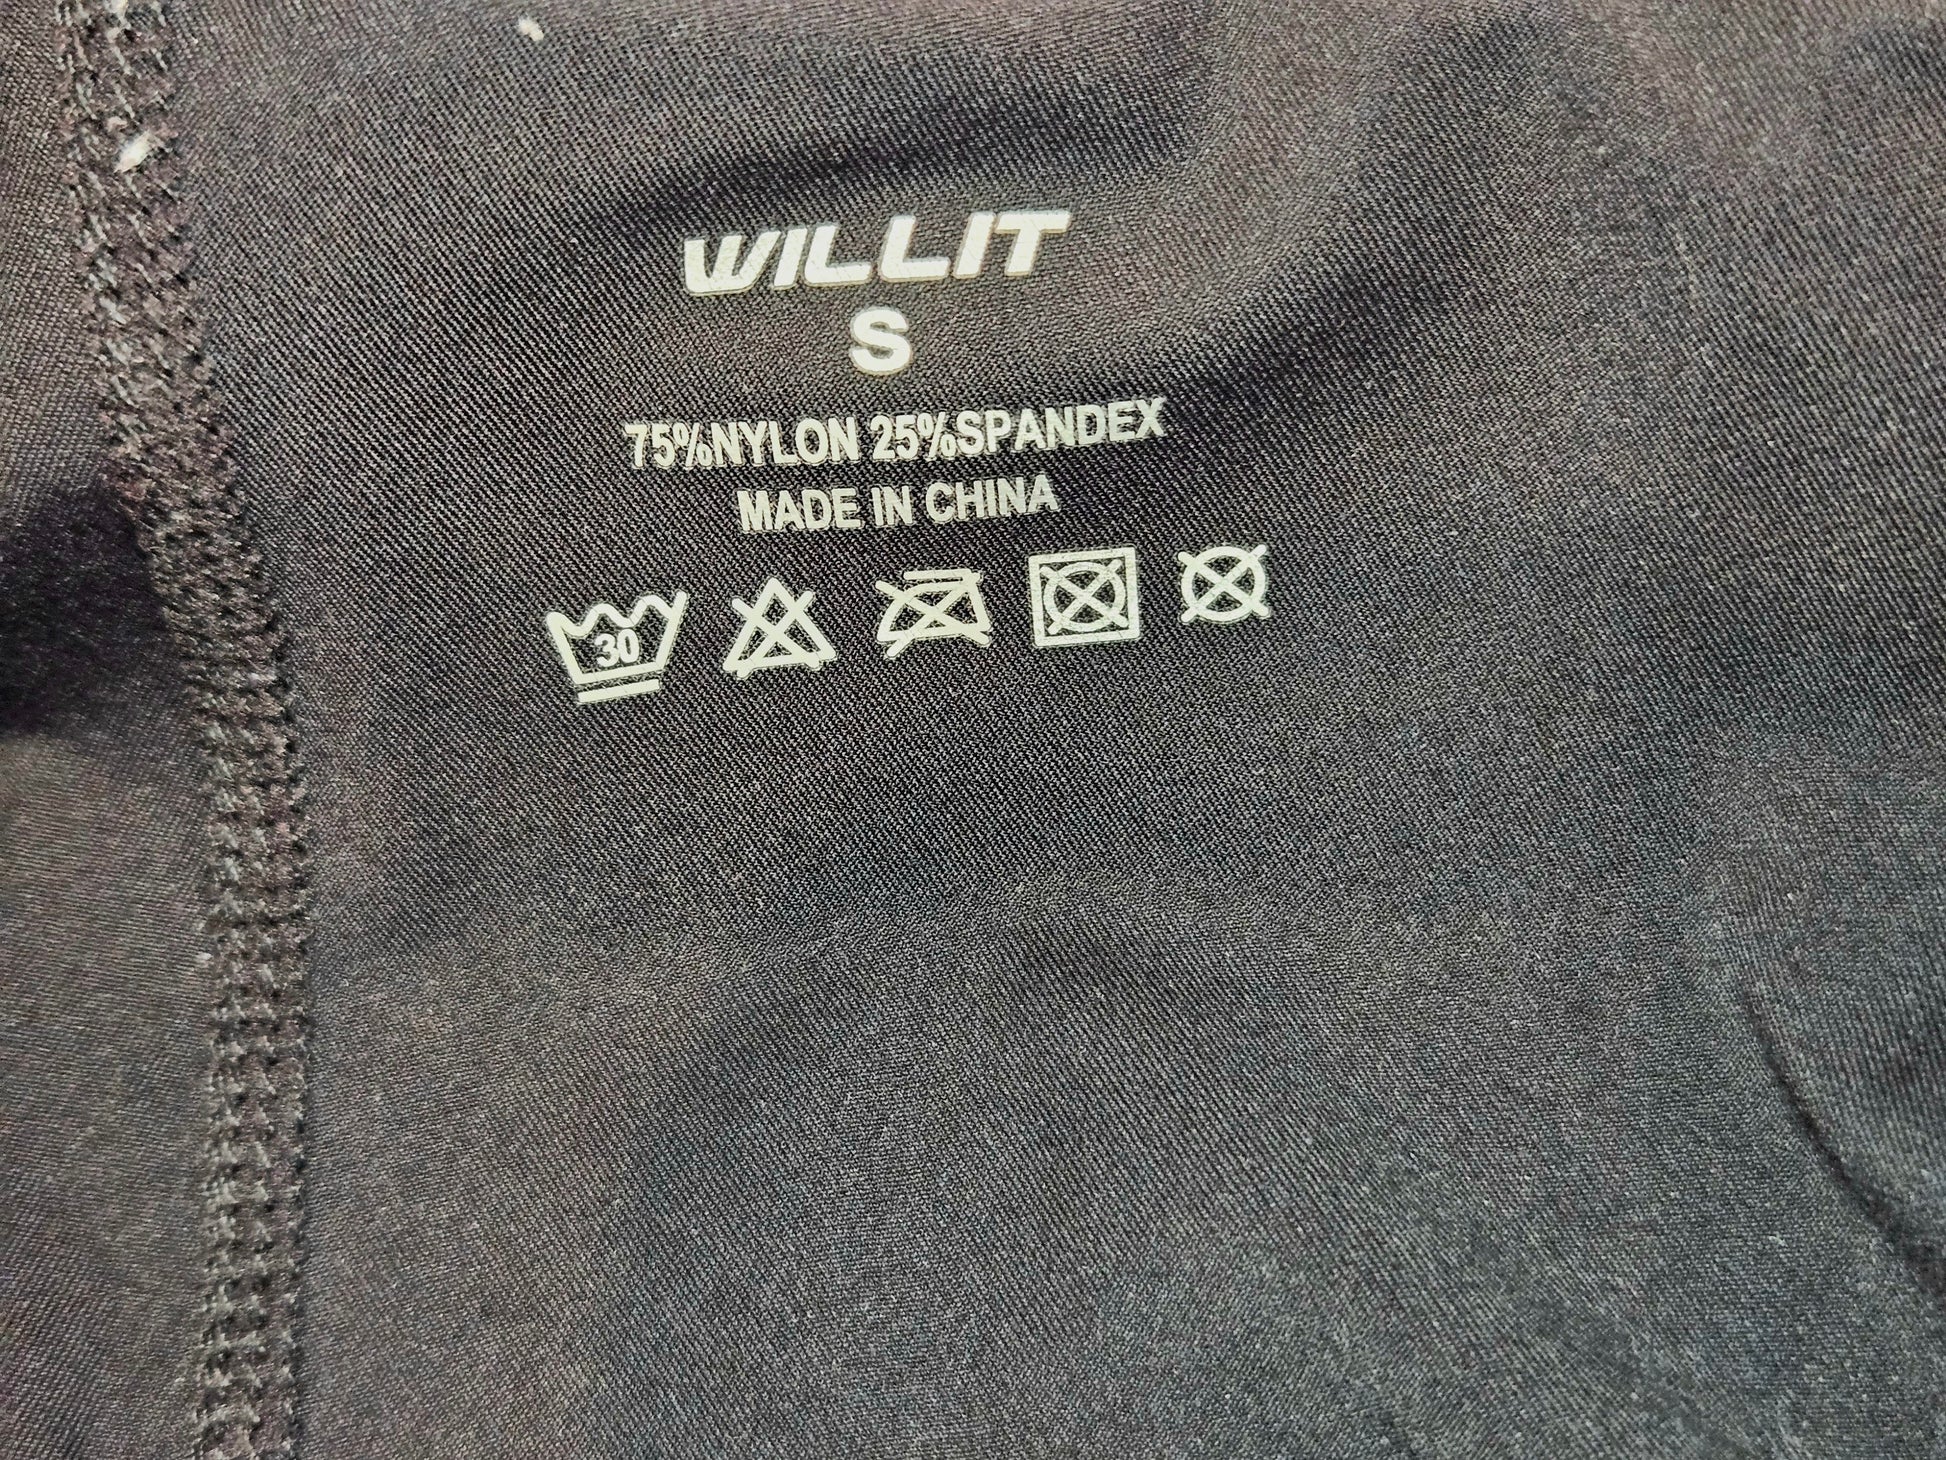 WILLIT
S
75%NYLON 25%SPANDEX
MADE IN CHINA
30